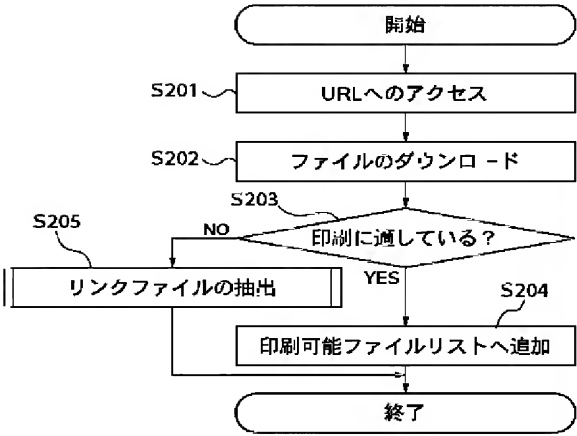 開始
S201
URLへのアクセス
S202
ファイルのダウンロード
S203
印刷に適している?
NO
YES
S205
リンクファイルの抽出
S204
印刷可能ファイルリストへ追加
終了